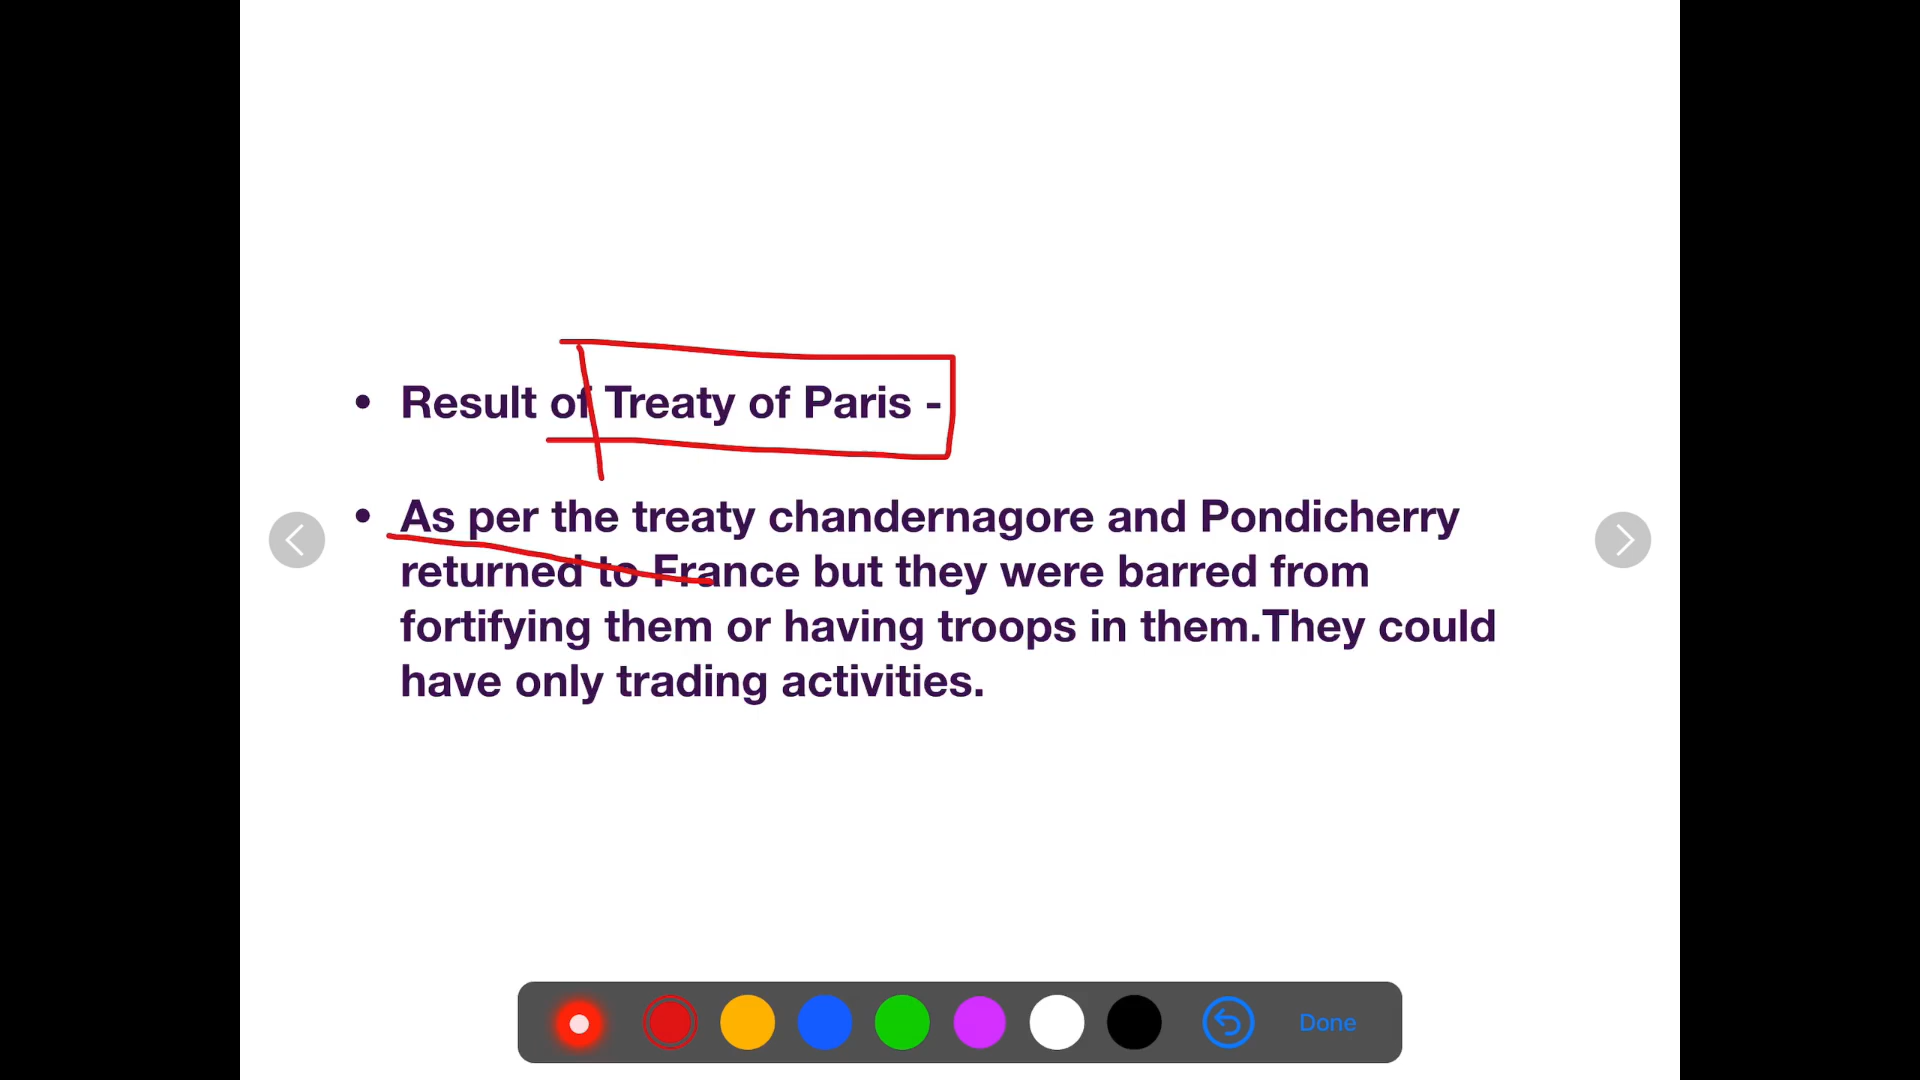 • Result of Treaty of Paris -
• As per the treaty chandernagore and Pondicherry
returned to France but they were barred from
fortifying them or having troops in them.They could
have only trading activities.
Done